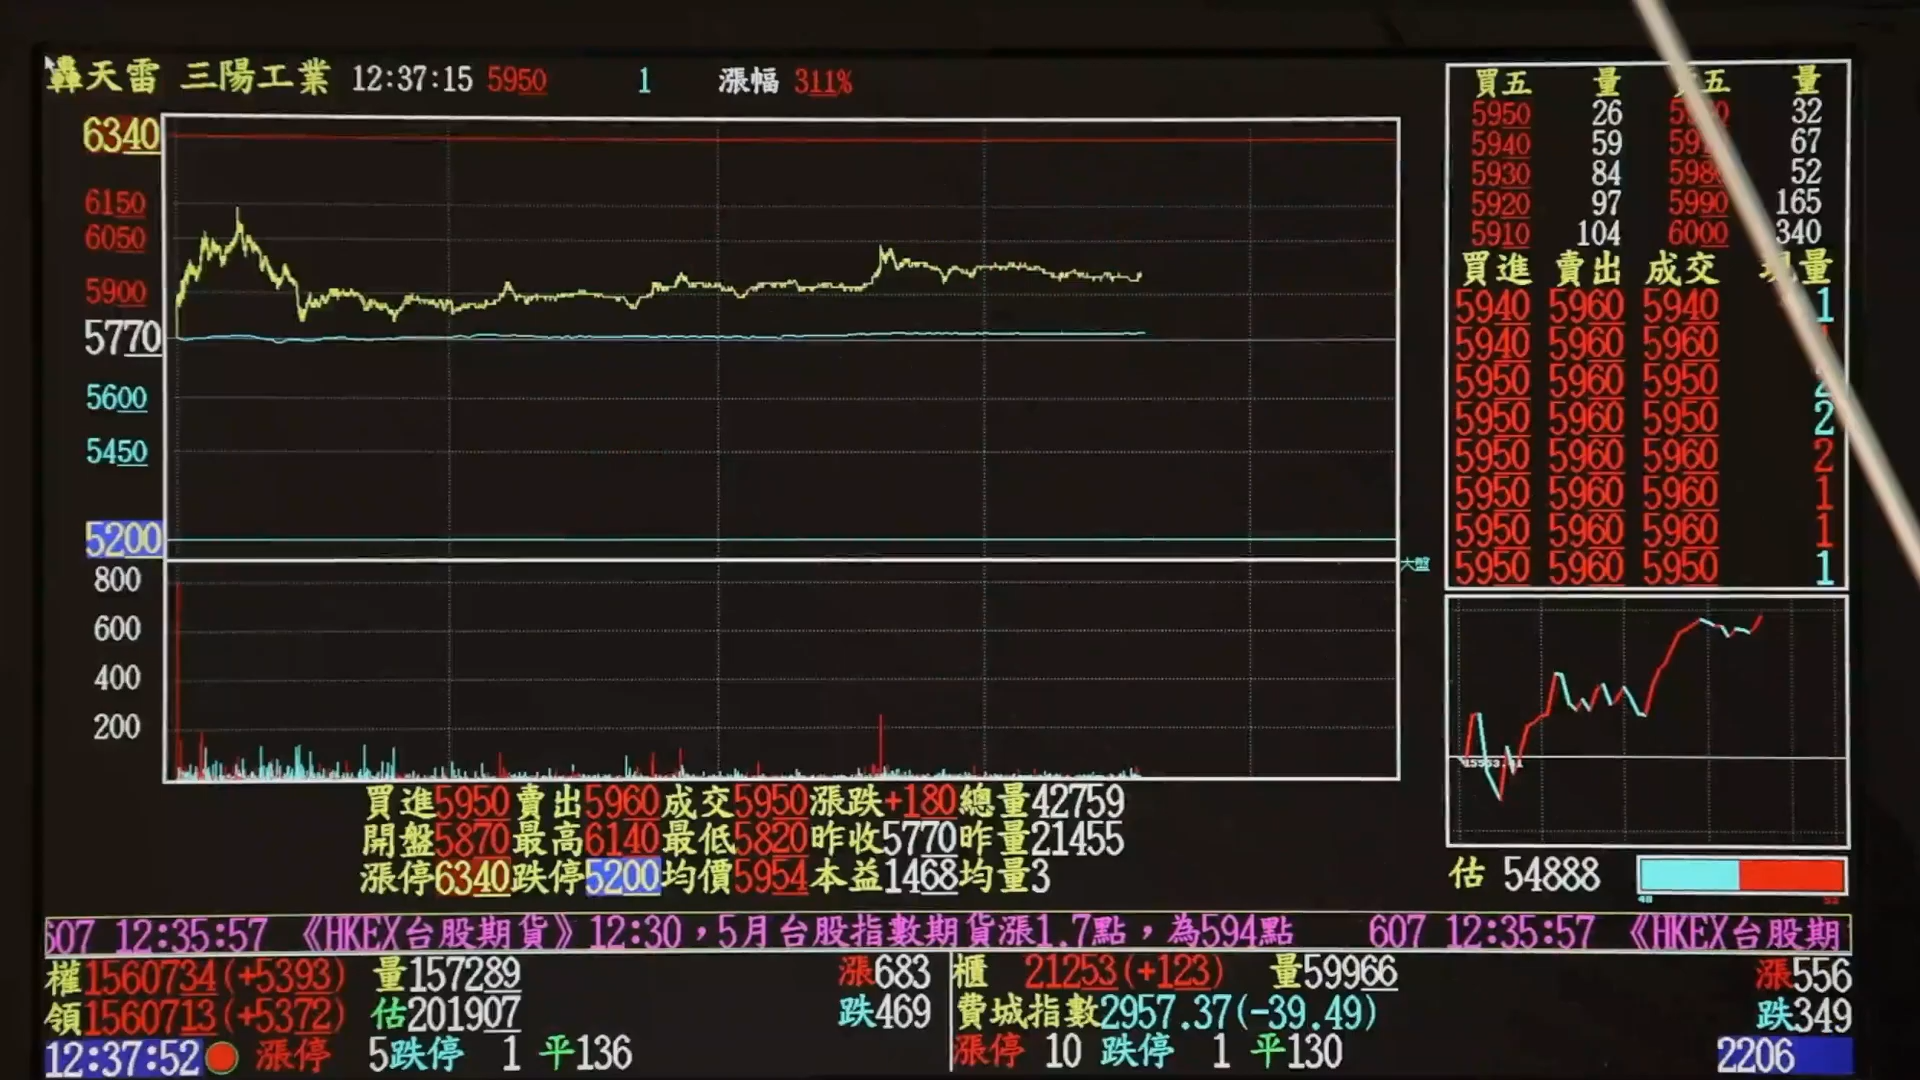 轟天雷 三陽工業 12:37:15 5950 1 漲幅 311%
6340
6150
6050
5900
5770
5600
5450
5200
800
600
400
200
大盤
買五 量 五 量
5950 26 32
5940 59 67
5930 84 52
5920 97 5990 165
5910 104 6000 340
買進 賣出 成交 量
5940 5960 5940 1
5940 5960 5960
5950 5960 5950
5950 5960 5950 2
5950 5960 5960 2
5950 5960 5960 1
5950 5960 5960 1
5950 5960 5950 1
估 54888
買進5950賣出5960成交5950漲跌+180總量42759
開盤5870最高6140最低5820昨收5770昨量21455
漲停6340跌停5200均價5954本益1468均量3
607 12:35:57 《HKEX台股期貨》12:30，5月台股指數期貨漲1.7點，為594點 607 12:35:57 《HKEX台股期
權1560734(+5393) 量157289 漲683
領1560713(+5372) 估201907 跌469
12:37:52 漲停 5跌停 1 平136
櫃 21253(+123) 量59966 漲556
費城指數2957.37(-39.49) 跌349
漲停 10 跌停 1 平130 2206